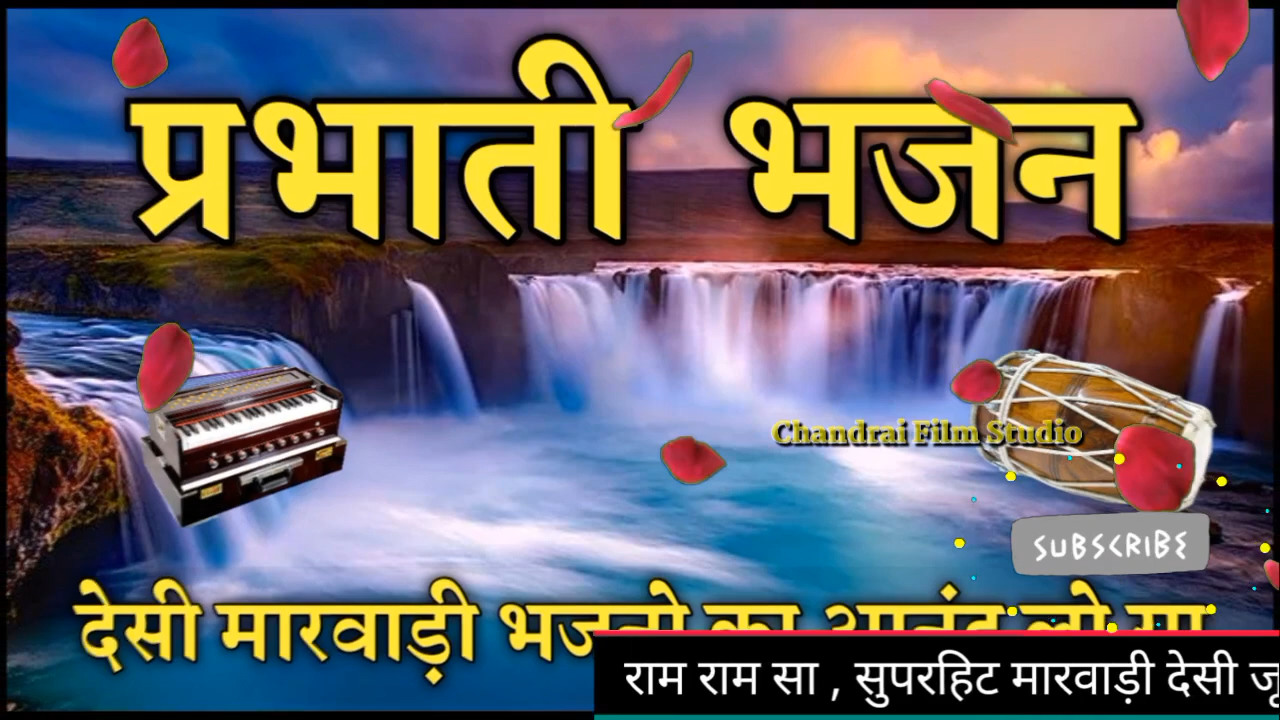 प्रभाती भजन
Chandrai Film Studio
SUBSCRIBE
देसी मारवाड़ी
राम राम सा , सुपरहिट मारवाड़ी देसी